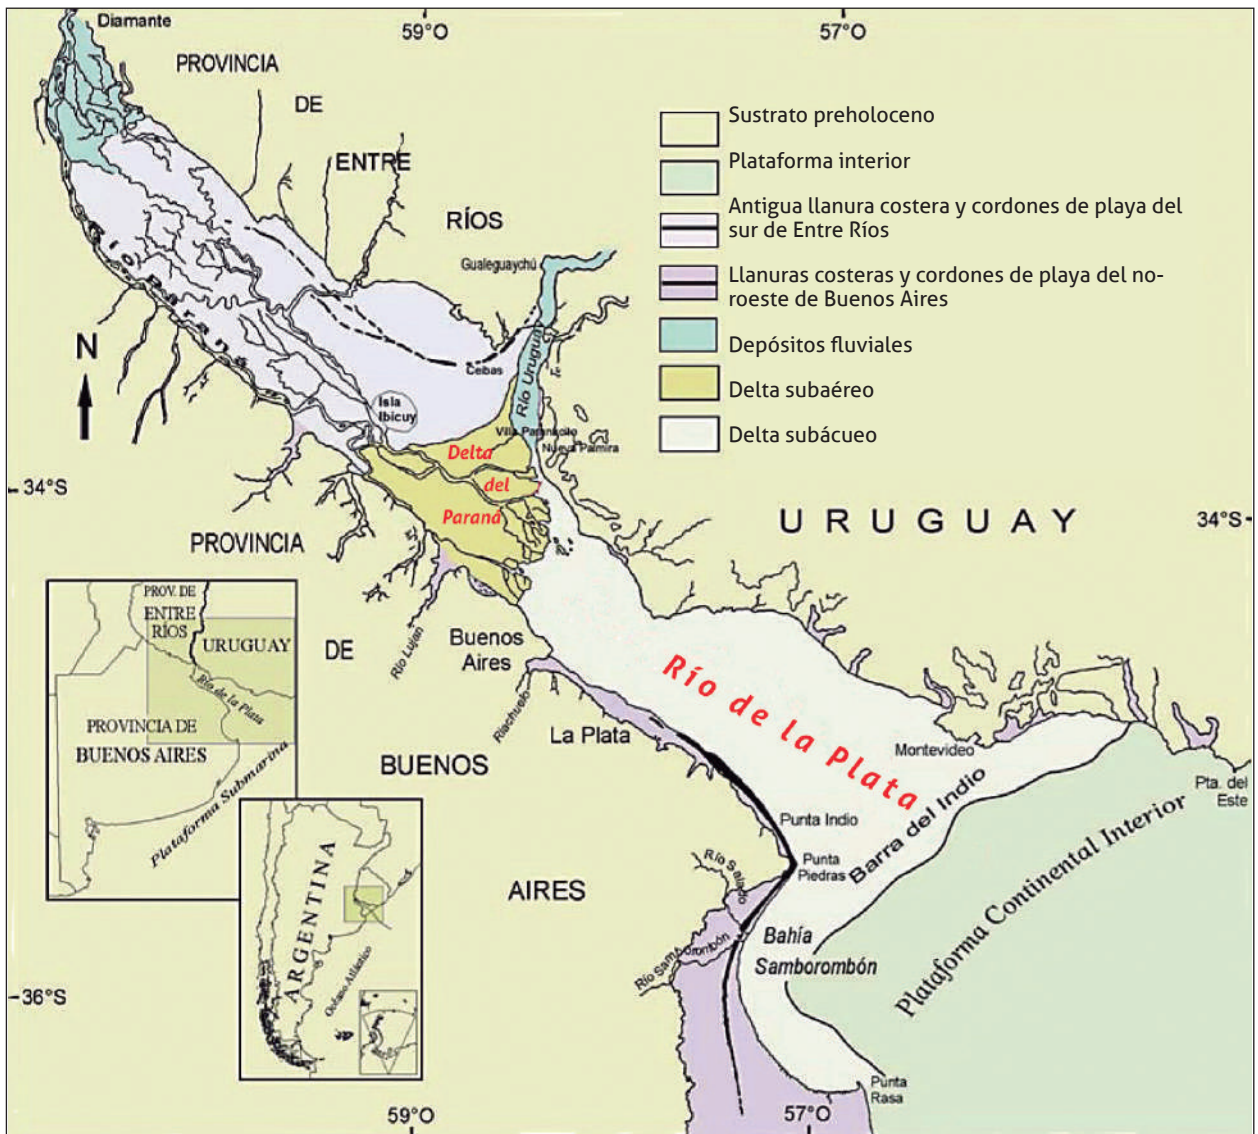 Diamante
59°O
57°O
PROVINCIA
DE
ENTRE
RÍOS
Sustrato preholoceno
Plataforma interior
Antigua llanura costera y cordones de playa del
sur de Entre Ríos
Llanuras costeras y cordones de playa del no-
roeste de Buenos Aires
Depósitos fluviales
Delta subaéreo
Delta subácueo
Gualeguaychú
Río Paraná
N
Ceibas
Río Uruguay
Isla
Ibicuy
Villa Paranacito
Nueva Palmira
Delta
del
Paraná
34°S
34°S
URUGUAY
PROVINCIA
DE
BUENOS
AIRES
Río Luján
Buenos
Aires
Riachuelo
La Plata
Río de la Plata
Montevideo
Pta. del
Este
Barra del Indio
Punta Indio
Punta
Piedras
Río Salado
Río Samborombón
Bahía
Samborombón
Plataforma Continental Interior
Punta
Rasa
36°S
59°O
57°O
PROV. DE
ENTRE
RÍOS
URUGUAY
Río de la Plata
PROVINCIA DE
BUENOS AIRES
Plataforma Submarina
ARGENTINA
Océano Atlántico